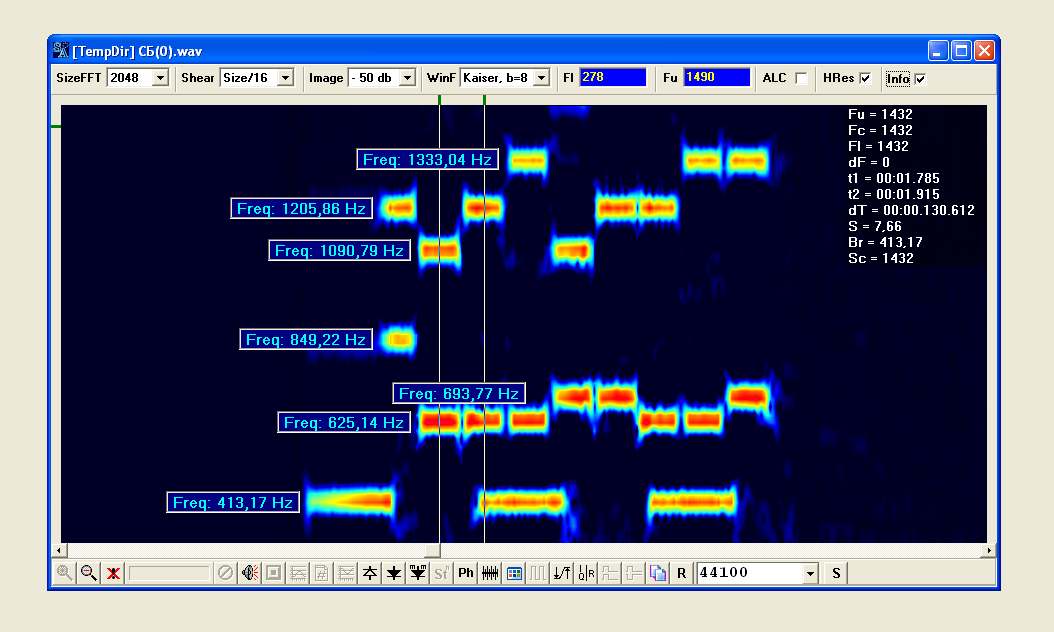 [TempDir] СБ(0).wav
SizeFFT 2048 Shear Size/16 Image - 50 db WinF Kaiser, b=8 Fl 278 Fu 1490 ALC HRes Info
Fu = 1432
Fc = 1432
Fl = 1432
dF = 0
t1 = 00:01.785
t2 = 00:01.915
dT = 00:00.130.612
S = 7,66
Br = 413,17
Sc = 1432
Freq: 1333,04 Hz
Freq: 1205,86 Hz
Freq: 1090,79 Hz
Freq: 849,22 Hz
Freq: 693,77 Hz
Freq: 625,14 Hz
Freq: 413,17 Hz
St Ph R 44100 S